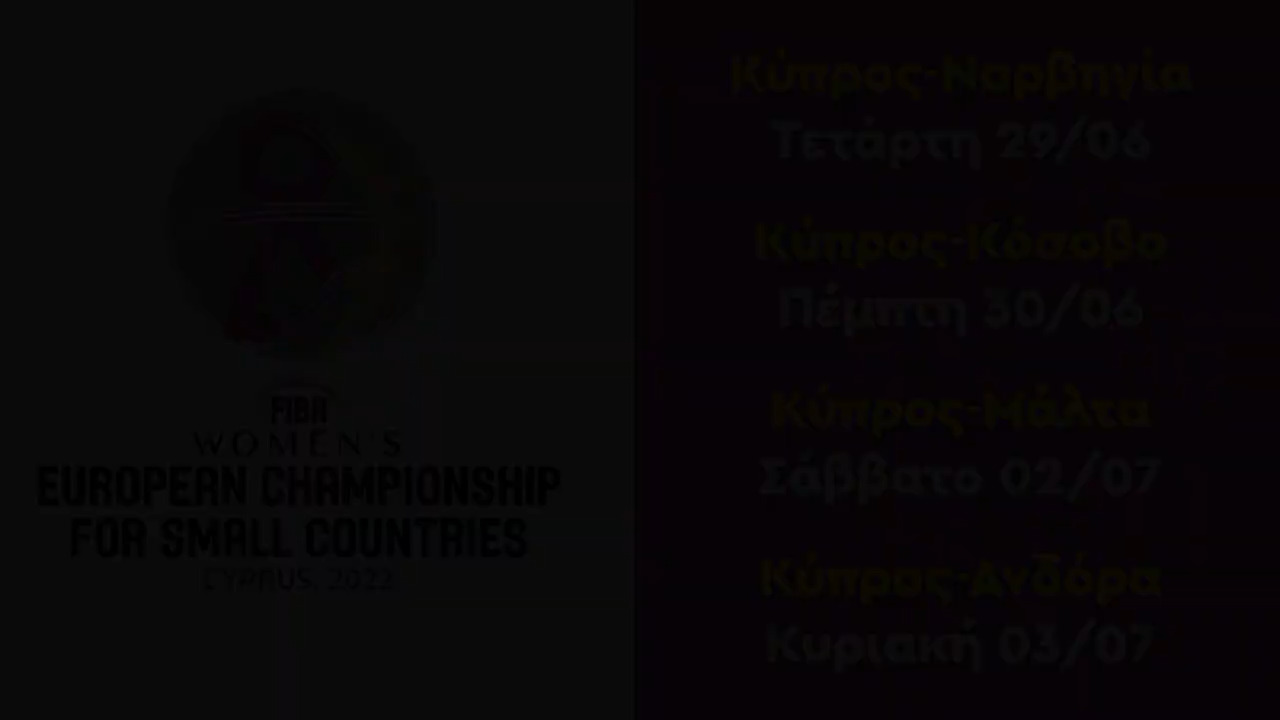 FIBA
WOMEN'S
EUROPEAN CHAMPIONSHIP
FOR SMALL COUNTRIES
CYPRUS, 2022
Κύπρος-Νορβηγία
Τετάρτη 29/06
Κύπρος-Κόσοβο
Πέμπτη 30/06
Κύπρος-Μάλτα
Σάββατο 02/07
Κύπρος-Ανδόρα
Κυριακή 03/07